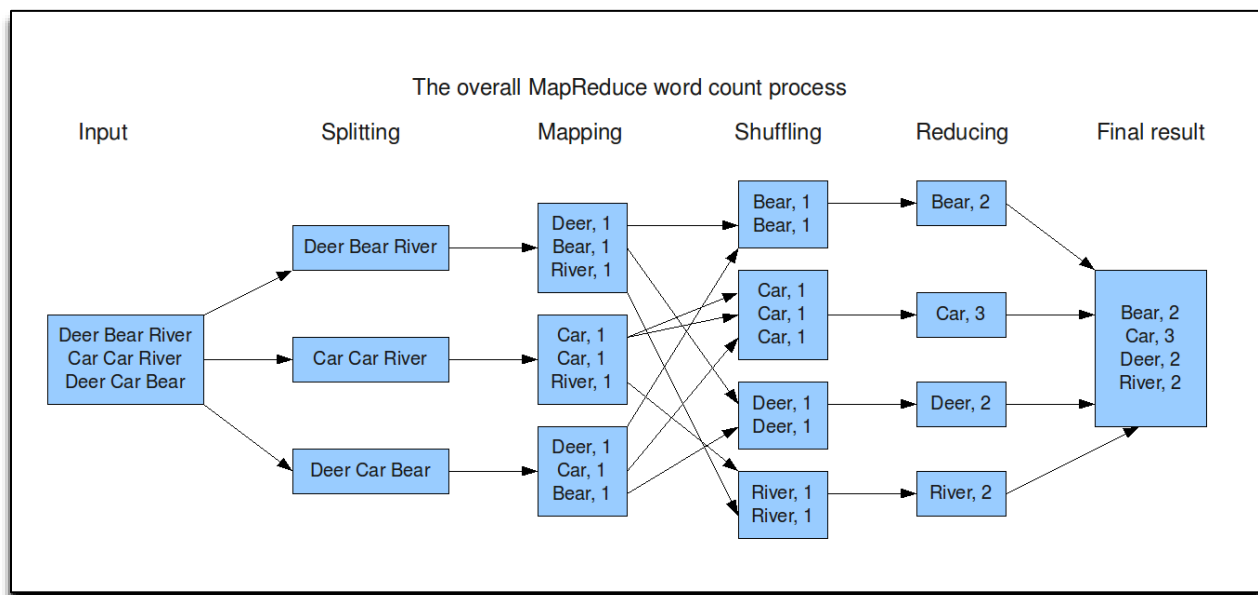 The overall MapReduce word count process
Input
Splitting
Mapping
Shuffling
Reducing
Final result
Deer Bear River
Car Car River
Deer Car Bear
Deer Bear River
Car Car River
Deer Car Bear
Deer, 1
Bear, 1
River, 1
Car, 1
Car, 1
River, 1
Deer, 1
Car, 1
Bear, 1
Bear, 1
Bear, 1
Car, 1
Car, 1
Car, 1
Deer, 1
Deer, 1
River, 1
River, 1
Bear, 2
Car, 3
Deer, 2
River, 2
Bear, 2
Car, 3
Deer, 2
River, 2